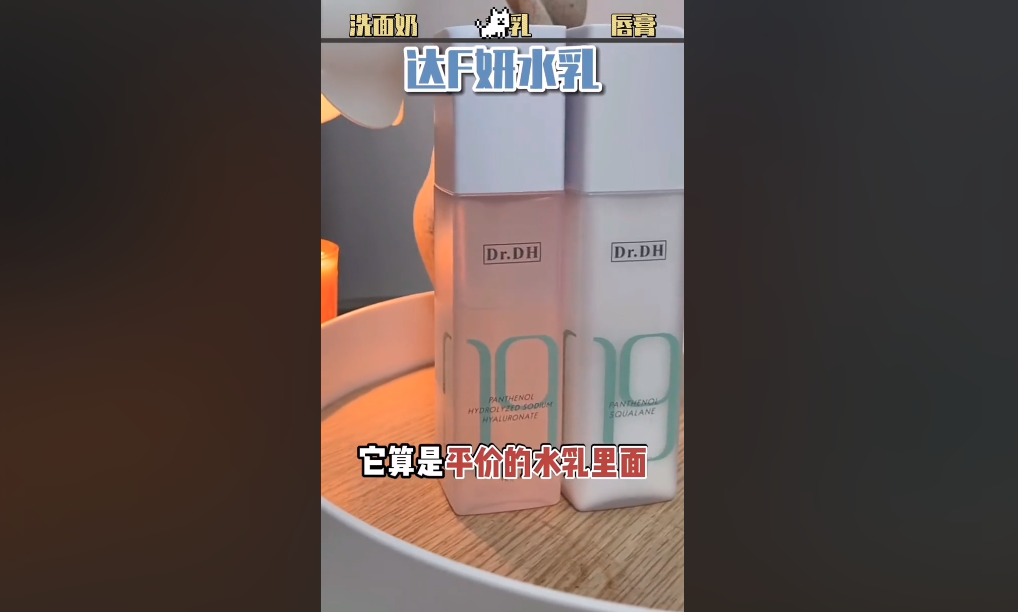 洗面奶 乳 唇膏
达F妍水乳
Dr.DH Dr.DH
19 19
PANTHENOL
HYDROLYZED SODIUM
HYALURONATE
PANTHENOL
SQUALANE
它算是平价的水乳里面